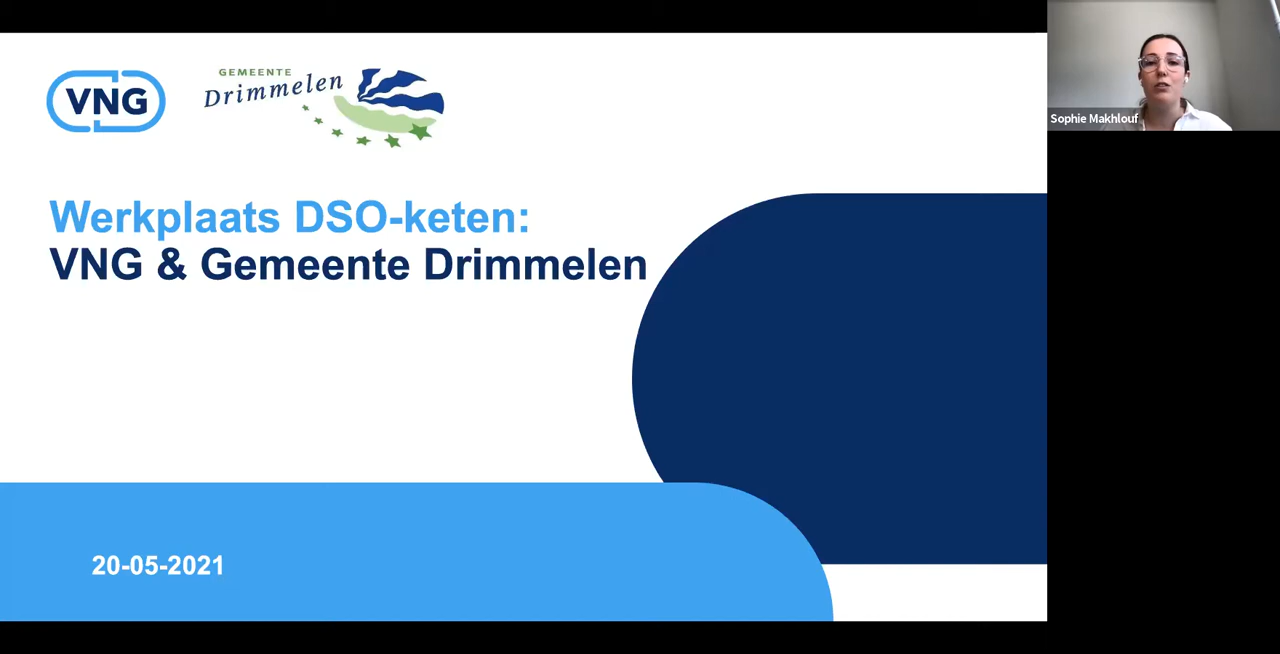 VNG
GEMEENTE
Drimmelen
Werkplaats DSO-keten:
VNG & Gemeente Drimmelen
20-05-2021
Sophie Makhlouf